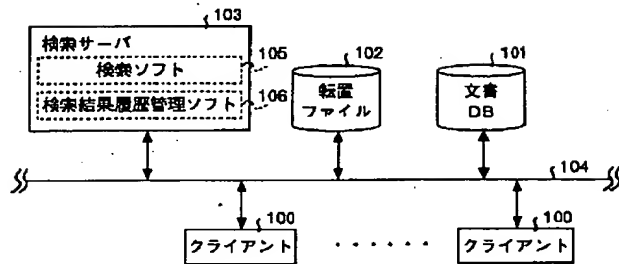 103
検索サーバ
検索ソフト
105
検索結果履歴管理ソフト
106
102
転置
ファイル
101
文書
DB
104
100
クライアント
100
クライアント